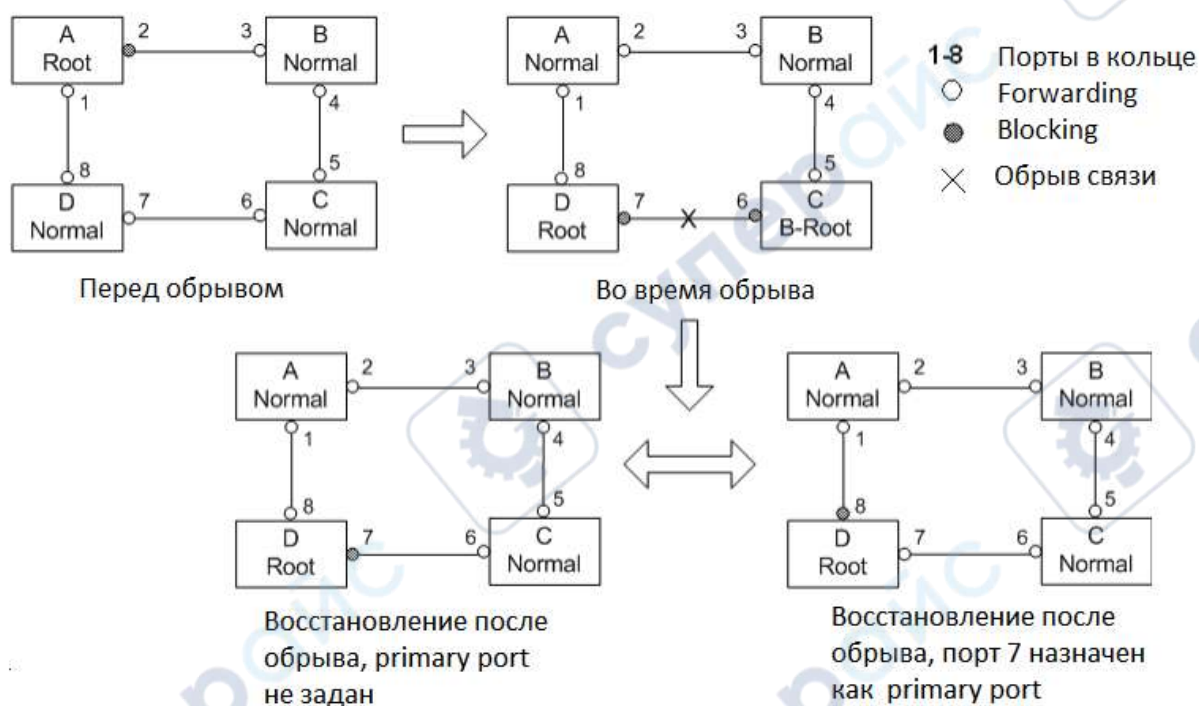 A
Root
2
3
B
Normal
1
4
8
5
D
Normal
7
6
C
Normal
Перед обрывом
A
Normal
2
3
B
Normal
1
4
8
5
D
Root
7
6
C
B-Root
Во время обрыва
1-8 Порты в кольце
Forwarding
Blocking
Обрыв связи
A
Normal
2
3
B
Normal
1
4
8
5
D
Root
7
6
C
Normal
Восстановление после
обрыва, primary port
не задан
A
Normal
2
3
B
Normal
1
4
8
5
D
Root
7
6
C
Normal
Восстановление после
обрыва, порт 7 назначен
как primary port
суперайс